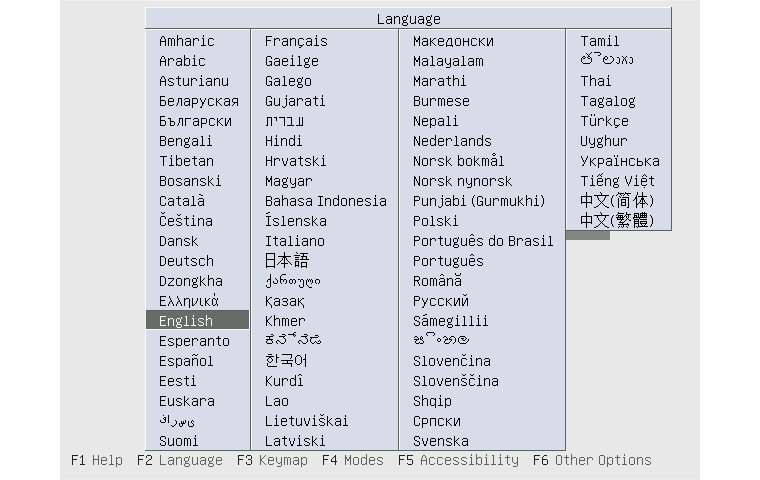 Language
Amharic
Arabic
Asturianu
Беларуская
Български
Bengali
Tibetan
Bosanski
Català
Čeština
Dansk
Deutsch
Dzongkha
Ελληνικά
English
Esperanto
Español
Eesti
Euskara
Suomi
Français
Gaeilge
Galego
Gujarati
עברית
Hindi
Hrvatski
Magyar
Bahasa Indonesia
Íslenska
Italiano
日本語
ქართული
Қазақ
Khmer
ಕನ್ನಡ
한국어
Kurdî
Lao
Lietuviškai
Latviski
Македонски
Malayalam
Marathi
Burmese
Nepali
Nederlands
Norsk bokmål
Norsk nynorsk
Punjabi (Gurmukhi)
Polski
Português do Brasil
Português
Română
Русский
Sámegillii
සිංහල
Slovenčina
Slovenščina
Shqip
Српски
Svenska
Tamil
తెలుగు
Thai
Tagalog
Türkçe
Uyghur
Українська
Tiếng Việt
中文(简体)
中文(繁體)
F1 Help F2 Language F3 Keymap F4 Modes F5 Accessibility F6 Other Options